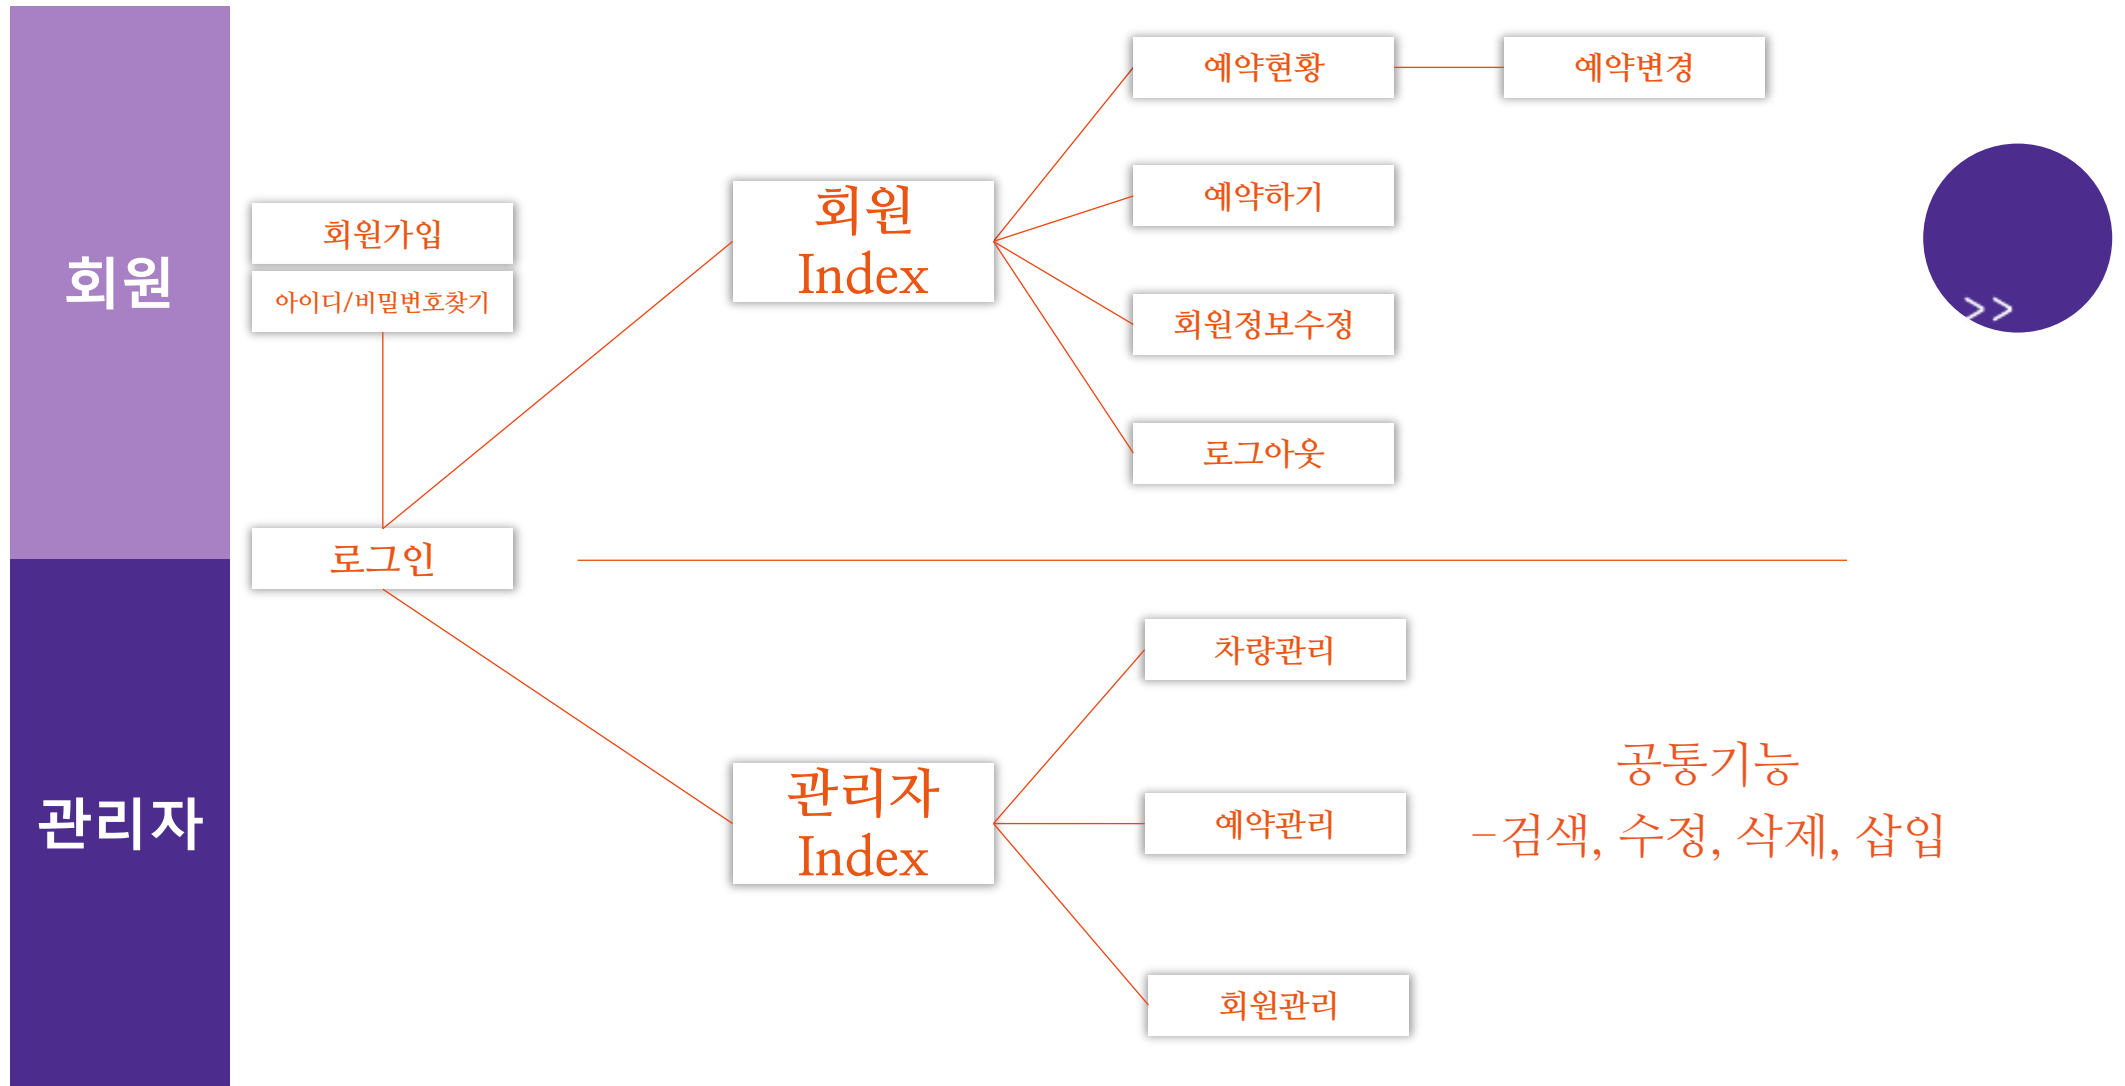 회원
회원가입
아이디/비밀번호찾기
로그인
회원
Index
예약현황
예약변경
예약하기
회원정보수정
로그아웃
>>
관리자
관리자
Index
차량관리
예약관리
회원관리
공통기능
-검색, 수정, 삭제, 삽입